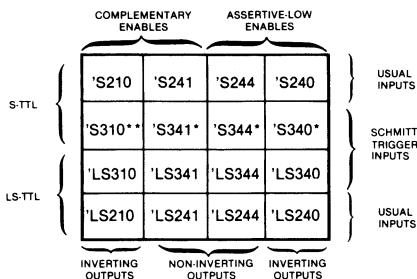 COMPLEMENTARY
ENABLES
ASSERTIVE-LOW
ENABLES
'S210 'S241 'S244 'S240
USUAL
INPUTS
S-TTL
'S310** 'S341* 'S344* 'S340*
SCHMITT
TRIGGER
INPUTS
'LS310 'LS341 'LS344 'LS340
LS-TTL
'LS210 'LS241 'LS244 'LS240
USUAL
INPUTS
INVERTING
OUTPUTS
NON-INVERTING
OUTPUTS
INVERTING
OUTPUTS